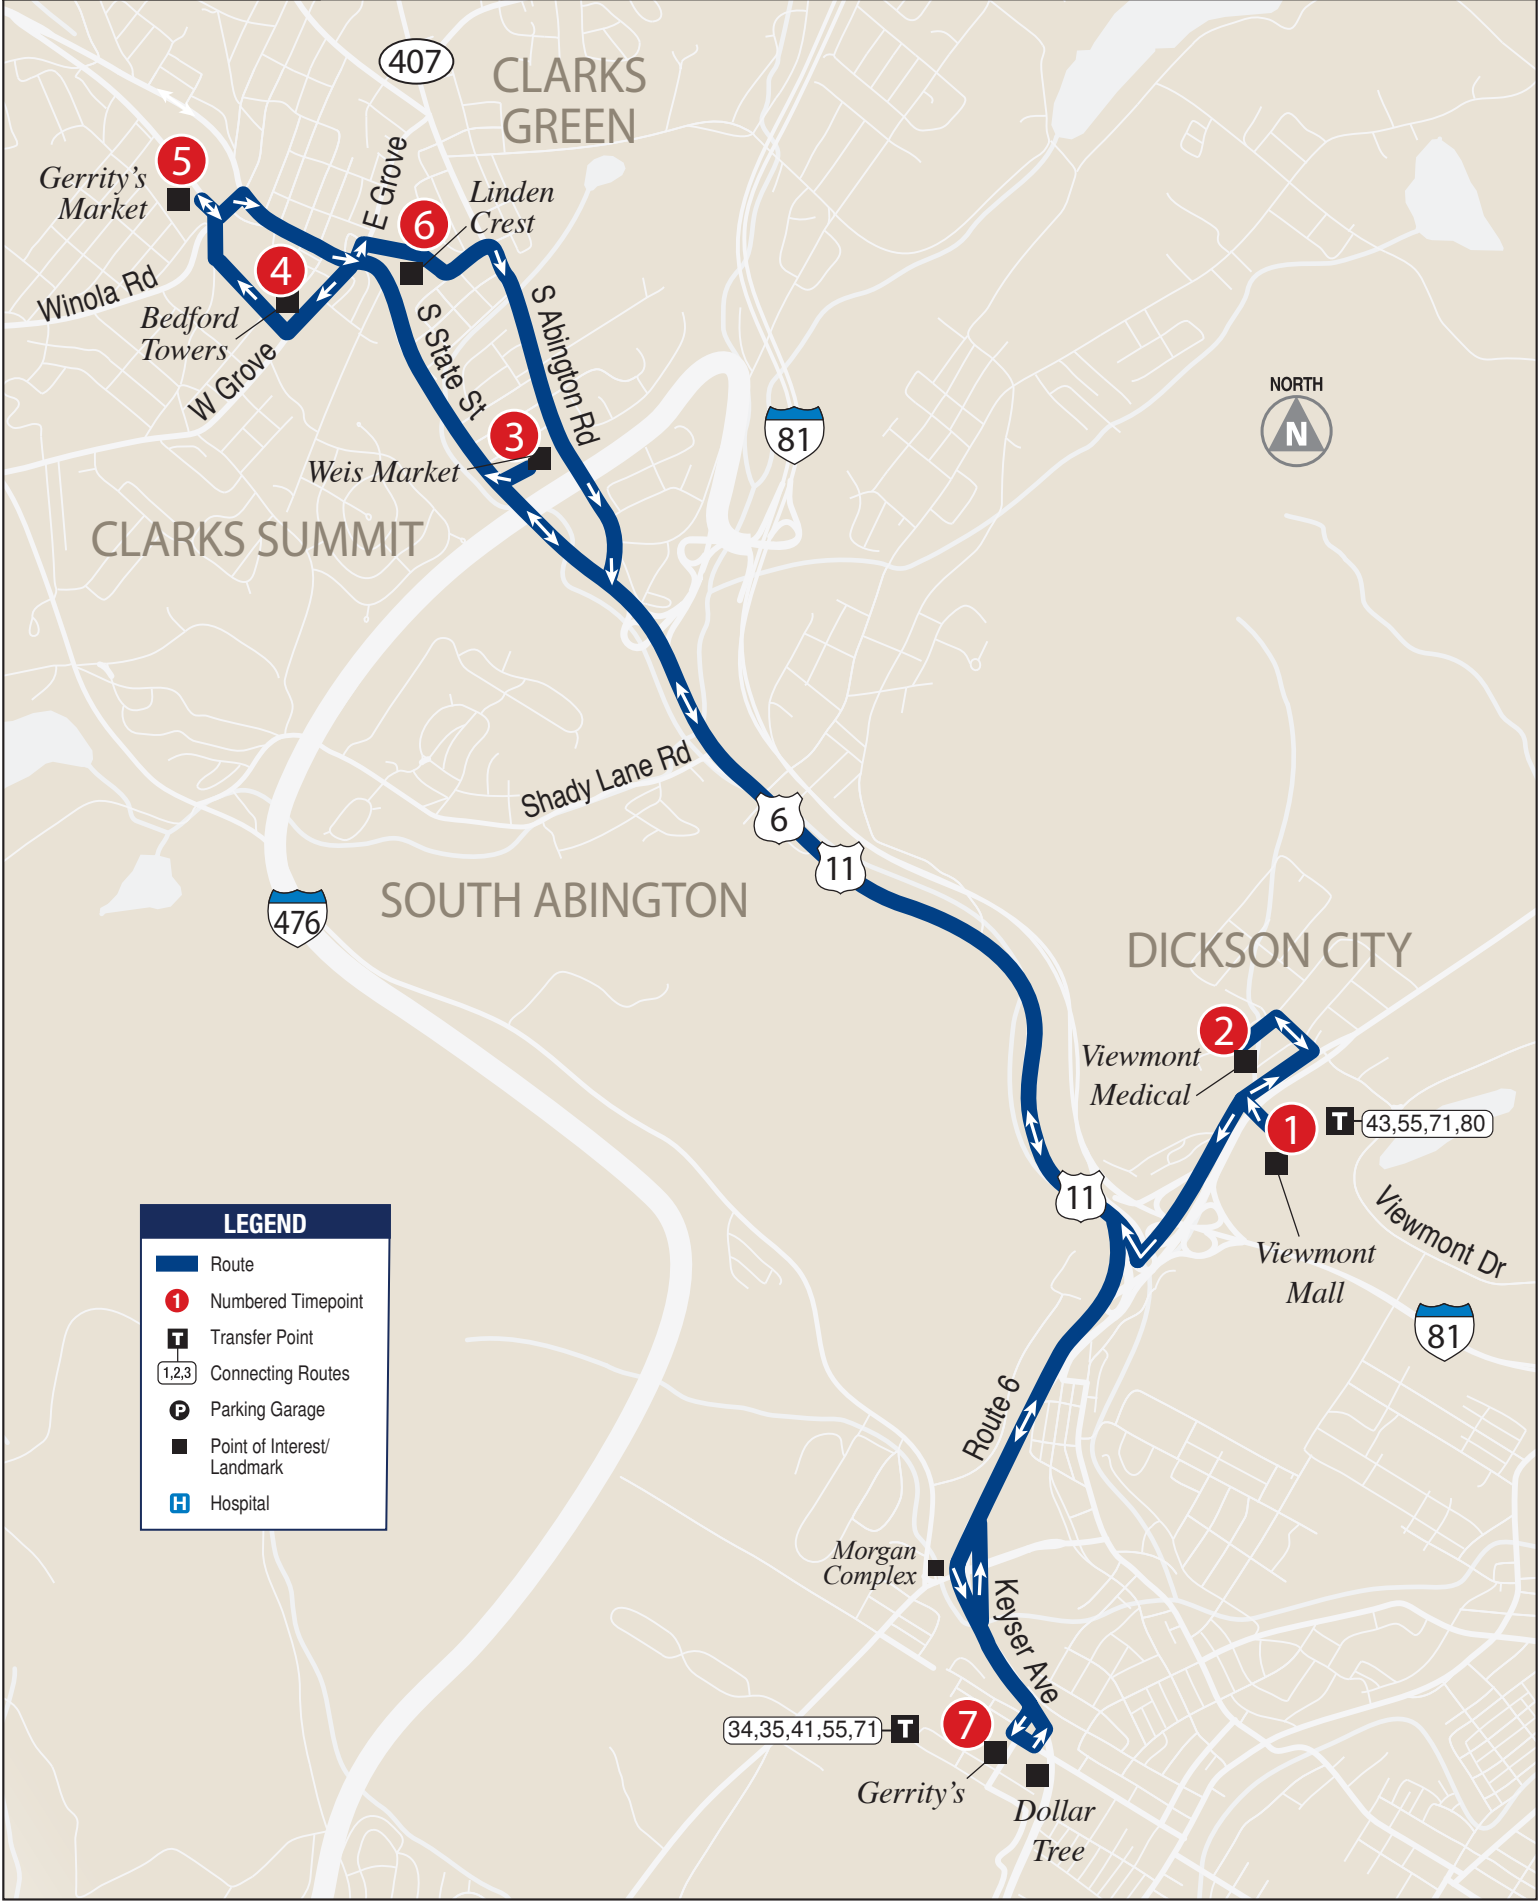 407
CLARKS
GREEN
E Grove
5
Gerrity's
Market
6
Linden
Crest
4
Winola Rd
Bedford
Towers
W Grove
S State St
S Abington Rd
3
Weis Market
81
NORTH
N
CLARKS SUMMIT
Shady Lane Rd
6
11
SOUTH ABINGTON
476
DICKSON CITY
2
Viewmont
Medical
1
T
43,55,71,80
11
Viewmont Dr
Viewmont
Mall
81
LEGEND
Route
1 Numbered Timepoint
T Transfer Point
1,2,3 Connecting Routes
P Parking Garage
Point of Interest/
Landmark
H Hospital
Route 6
Morgan
Complex
Keyser Ave
34,35,41,55,71
T
7
Gerrity's
Dollar
Tree